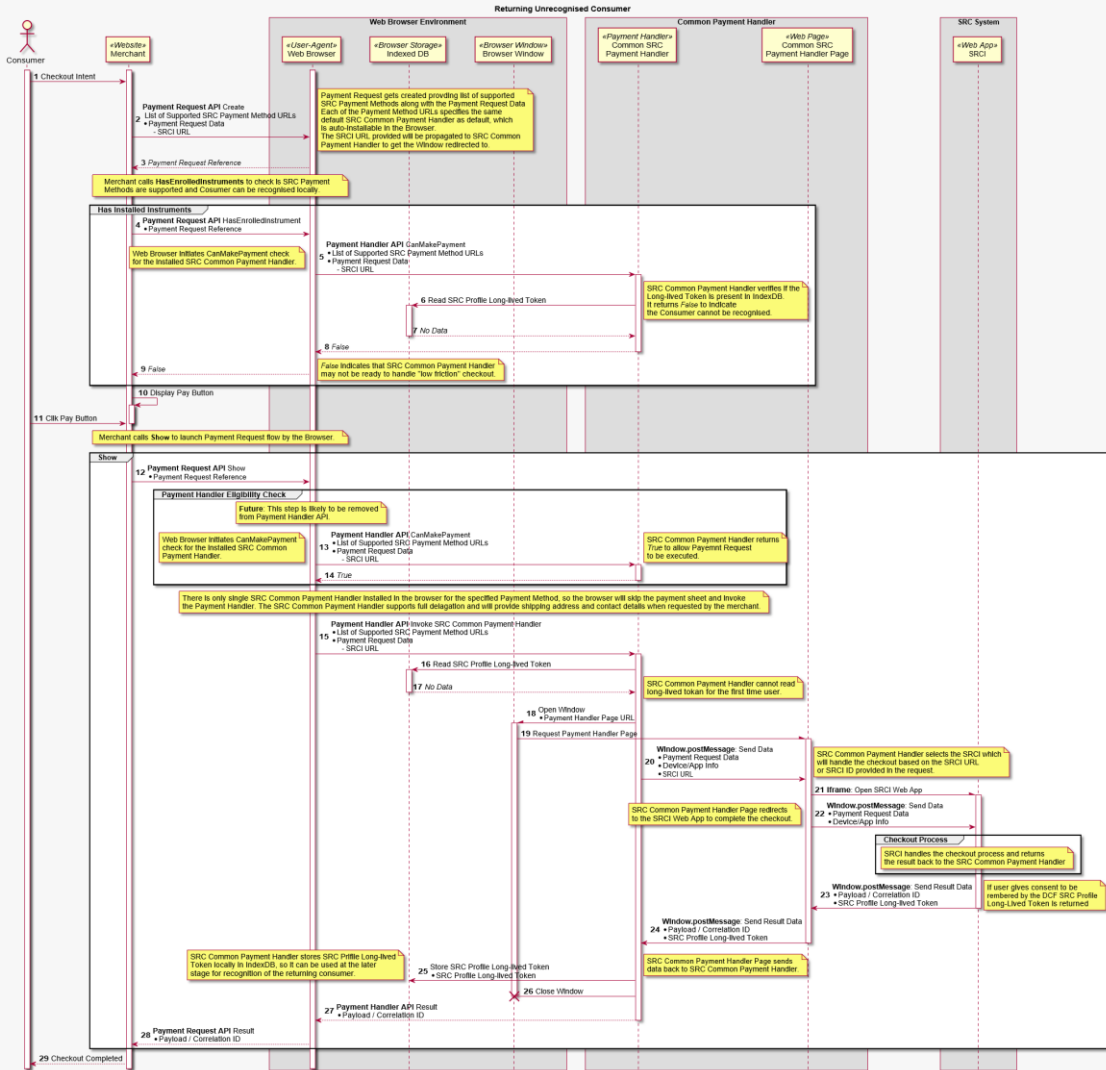 Returning Unrecognised Consumer
Web Browser Environment
Common Payment Handler
SRC System
Consumer
«Website»
Merchant
«User-Agent»
Web Browser
«Browser Storage»
Indexed DB
«Browser Window»
Browser Window
«Payment Handler»
Common SRC
Payment Handler
«Web Page»
Common SRC
Payment Handler Page
«Web App»
SRCI
1 Checkout Intent
2
Payment Request API Create
List of Supported SRC Payment Method URLs
• Payment Request Data
- SRCI URL
Payment Request gets created provding list of supported
SRC Payment Methods along with the Payment Request Data
Each of the Payment Method URLs specifies the same
default SRC Common Payment Handler as default, which
is auto-installable in the Browser.
The SRCI URL provided will be propagated to SRC Common
Payment Handler to get the Window redirected to.
3 Payment Request Reference
Merchant calls HasEnrolledInstruments to check is SRC Payment
Methods are supported and Cosumer can be recognised locally.
Has Installed Instruments
4
Payment Request API HasEnrolledInstrument
• Payment Request Reference
Web Browser Initiates CanMakePayment check
for the installed SRC Common Payment Handler.
5
Payment Handler API CanMakePayment
• List of Supported SRC Payment Method URLs
• Payment Request Data
- SRCI URL
SRC Common Payment Handler verifies if the
Long-lived Token is present in IndexDB.
It returns False to indicate
the Consumer cannot be recognised.
6 Read SRC Profile Long-lived Token
7 No Data
8 False
9 False
False indicates that SRC Common Payment Handler
may not be ready to handle "low friction" checkout.
10 Display Pay Button
11 Clik Pay Button
Merchant calls Show to launch Payment Request flow by the Browser.
Show
12
Payment Request API Show
• Payment Request Reference
Payment Handler Eligibility Check
Future: This step is likely to be removed
from Payment Handler API.
Web Browser Initiates CanMakePayment
check for the installed SRC Common
Payment Handler.
13
Payment Handler API CanMakePayment
• List of Supported SRC Payment Method URLs
• Payment Request Data
- SRCI URL
SRC Common Payment Handler returns
True to allow Payemnt Request
to be executed.
14 True
There is only single SRC Common Payment Handler installed in the browser for the specified Payment Method, so the browser will skip the payment sheet and invoke
the Payment Handler. The SRC Common Payment Handler supports full delagation and will provide shipping address and contact details when requested by the merchant.
15
Payment Handler API Invoke SRC Common Payment Handler
• List of Supported SRC Payment Method URLs
• Payment Request Data
- SRCI URL
16 Read SRC Profile Long-lived Token
17 No Data
SRC Common Payment Handler cannot read
long-lived tokan for the first time user.
18
Open Window
• Payment Handler Page URL
19 Request Payment Handler Page
20
Window.postMessage: Send Data
• Payment Request Data
• Device/App Info
• SRCI URL
SRC Common Payment Handler selects the SRCI which
will handle the checkout based on the SRCI URL
or SRCI ID provided in the request.
21 Iframe: Open SRCI Web App
SRC Common Payment Handler Page redirects
to the SRCI Web App to complete the checkout.
22
Window.postMessage: Send Data
• Payment Request Data
• Device/App Info
Checkout Process
SRCI handles the checkout process and returns
the result back to the SRC Common Payment Handler
23
Window.postMessage: Send Result Data
• Payload / Correlation ID
• SRC Profile Long-lived Token
If user gives consent to be
rembered by the DCF SRC Profile
Long-Lived Token is returned
24
Window.postMessage: Send Result Data
• Payload / Correlation ID
• SRC Profile Long-lived Token
SRC Common Payment Handler stores SRC Prifile Long-lived
Token locally in IndexDB, so it can be used at the later
stage for recognition of the returning consumer.
25
Store SRC Profile Long-lived Token
• SRC Profile Long-lived Token
SRC Common Payment Handler Page sends
data back to SRC Common Payment Handler.
26 Close Window
27
Payment Handler API Result
• Payload / Correlation ID
28
Payment Request API Result
• Payload / Correlation ID
29 Checkout Completed